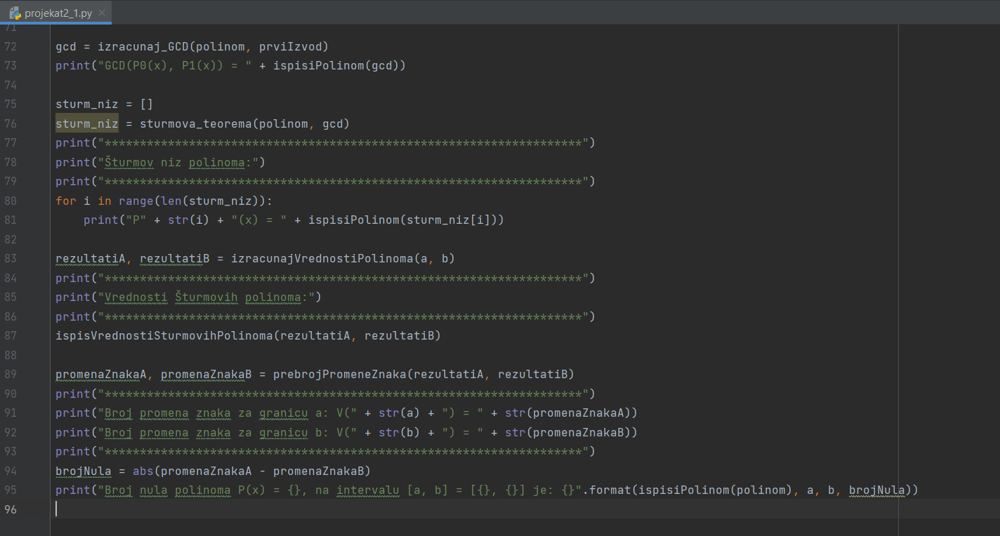 projekat2_1.py
71
72 gcd = izracunaj_GCD(polinom, prviIzvod)
73 print("GCD(P0(x), P1(x)) = " + ispisiPolinom(gcd))
74
75 sturm_niz = []
76 sturm_niz = sturmova_teorema(polinom, gcd)
77 print("********************************************************************")
78 print("Šturmov niz polinoma:")
79 print("********************************************************************")
80 for i in range(len(sturm_niz)):
81     print("P" + str(i) + "(x) = " + ispisiPolinom(sturm_niz[i]))
82
83 rezultatiA, rezultatiB = izracunajVrednostiPolinoma(a, b)
84 print("********************************************************************")
85 print("Vrednosti Šturmovih polinoma:")
86 print("********************************************************************")
87 ispisVrednostiSturmovihPolinoma(rezultatiA, rezultatiB)
88
89 promenaZnakaA, promenaZnakaB = prebrojPromeneZnaka(rezultatiA, rezultatiB)
90 print("********************************************************************")
91 print("Broj promena znaka za granicu a: V(" + str(a) + ") = " + str(promenaZnakaA))
92 print("Broj promena znaka za granicu b: V(" + str(b) + ") = " + str(promenaZnakaB))
93 print("********************************************************************")
94 brojNula = abs(promenaZnakaA - promenaZnakaB)
95 print("Broj nula polinoma P(x) = {}, na intervalu [a, b] = [{}, {}] je: {}".format(ispisiPolinom(polinom), a, b, brojNula))
96